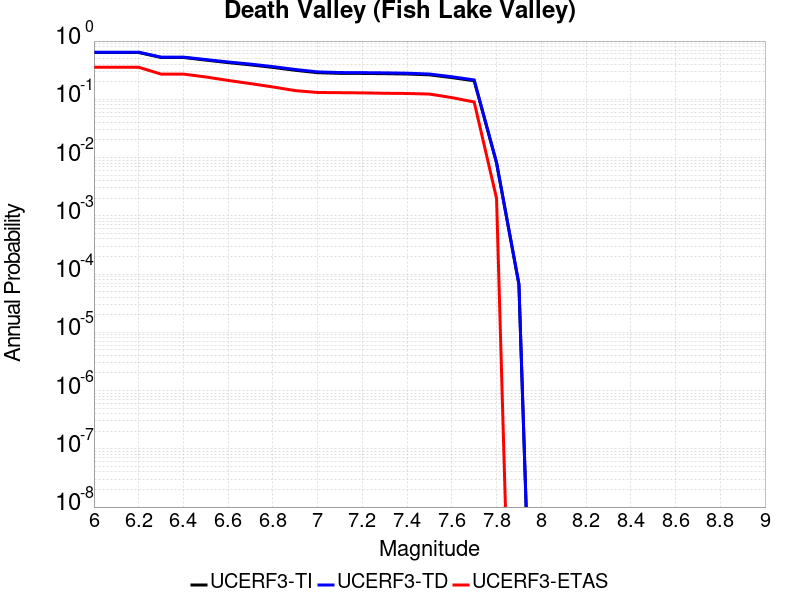 Death Valley (Fish Lake Valley)
10^0
10^-1
10^-2
10^-3
10^-4
10^-5
10^-6
10^-7
10^-8
Annual Probability
6 6.2 6.4 6.6 6.8 7 7.2 7.4 7.6 7.8 8 8.2 8.4 8.6 8.8 9
Magnitude
UCERF3-TI UCERF3-TD UCERF3-ETAS